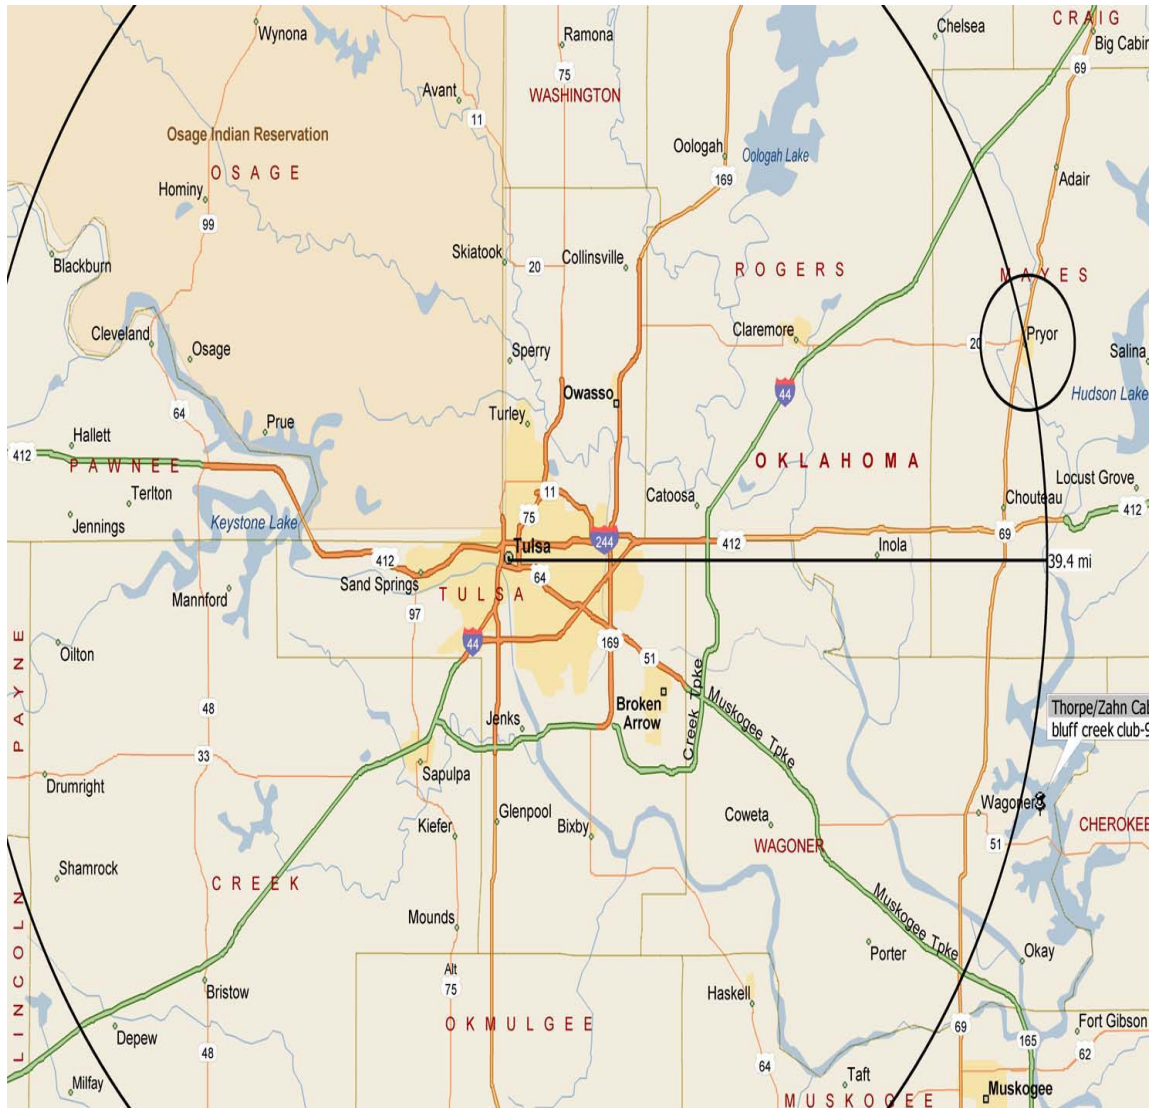 CRAIG
Wynona
Ramona
Chelsea
Big Cabin
75
69
Avant
WASHINGTON
11
Osage Indian Reservation
Oologah
Oologah Lake
OSAGE
169
Adair
Hominy
99
Skiatook
20
Collinsville
Blackburn
ROGERS
MAYES
Cleveland
Osage
Sperry
Claremore
20
Pryor
Salina
Owasso
44
Hudson Lake
64
Turley
Prue
Hallett
412
PAWNEE
OKLAHOMA
Terlton
Jennings
Keystone Lake
11
75
Catoosa
Chouteau
Locust Grove
412
69
244
412
Tulsa
412
Inola
39.4 mi
Sand Springs
64
TULSA
Mannford
97
44
169
51
Oilton
PAYNE
Creek Tpke
Muskogee Tpke
Broken
Arrow
Thorpe/Zahn Cab
bluff creek club-9
48
Jenks
33
Sapulpa
Drumright
Glenpool
Kiefer
Bixby
Coweta
Wagoner
WAGONER
51
CHEROKEE
Shamrock
CREEK
LINCOLN
Mounds
Muskogee Tpke
Porter
Okay
Alt
75
Bristow
Haskell
OKMULGEE
Depew
48
69
165
Fort Gibson
62
64
Milfay
Taft
Muskogee
MUSKOGEE